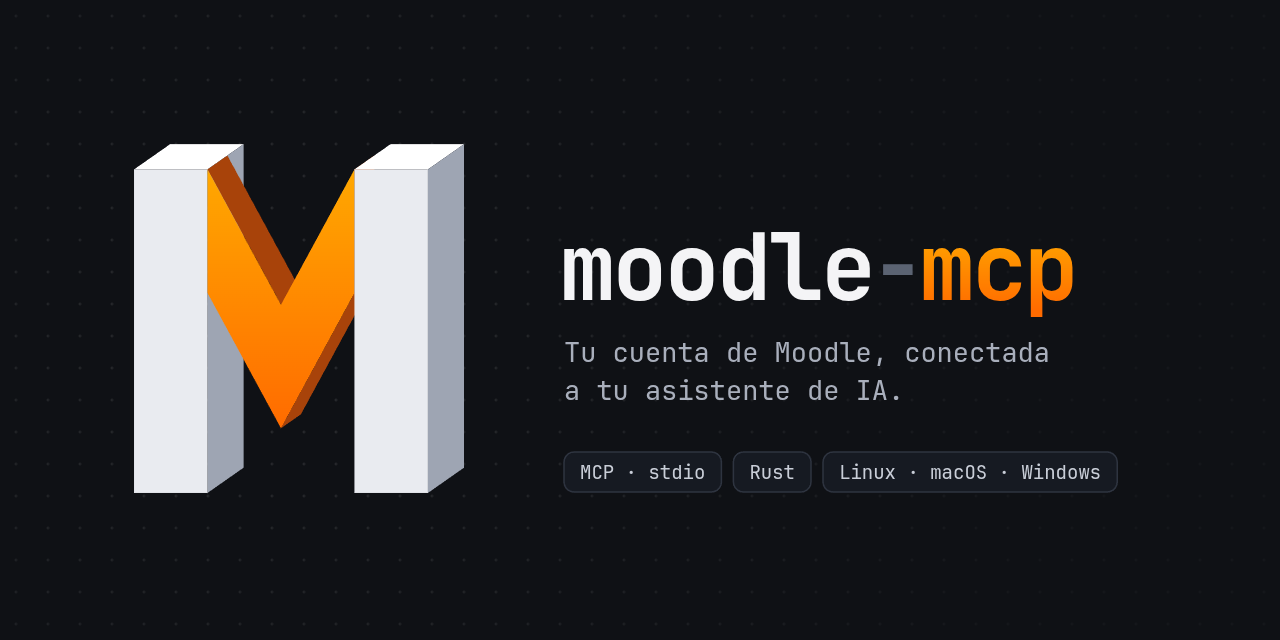 moodle-mcp
Tu cuenta de Moodle, conectada
a tu asistente de IA.
MCP · stdio
Rust
Linux · macOS · Windows